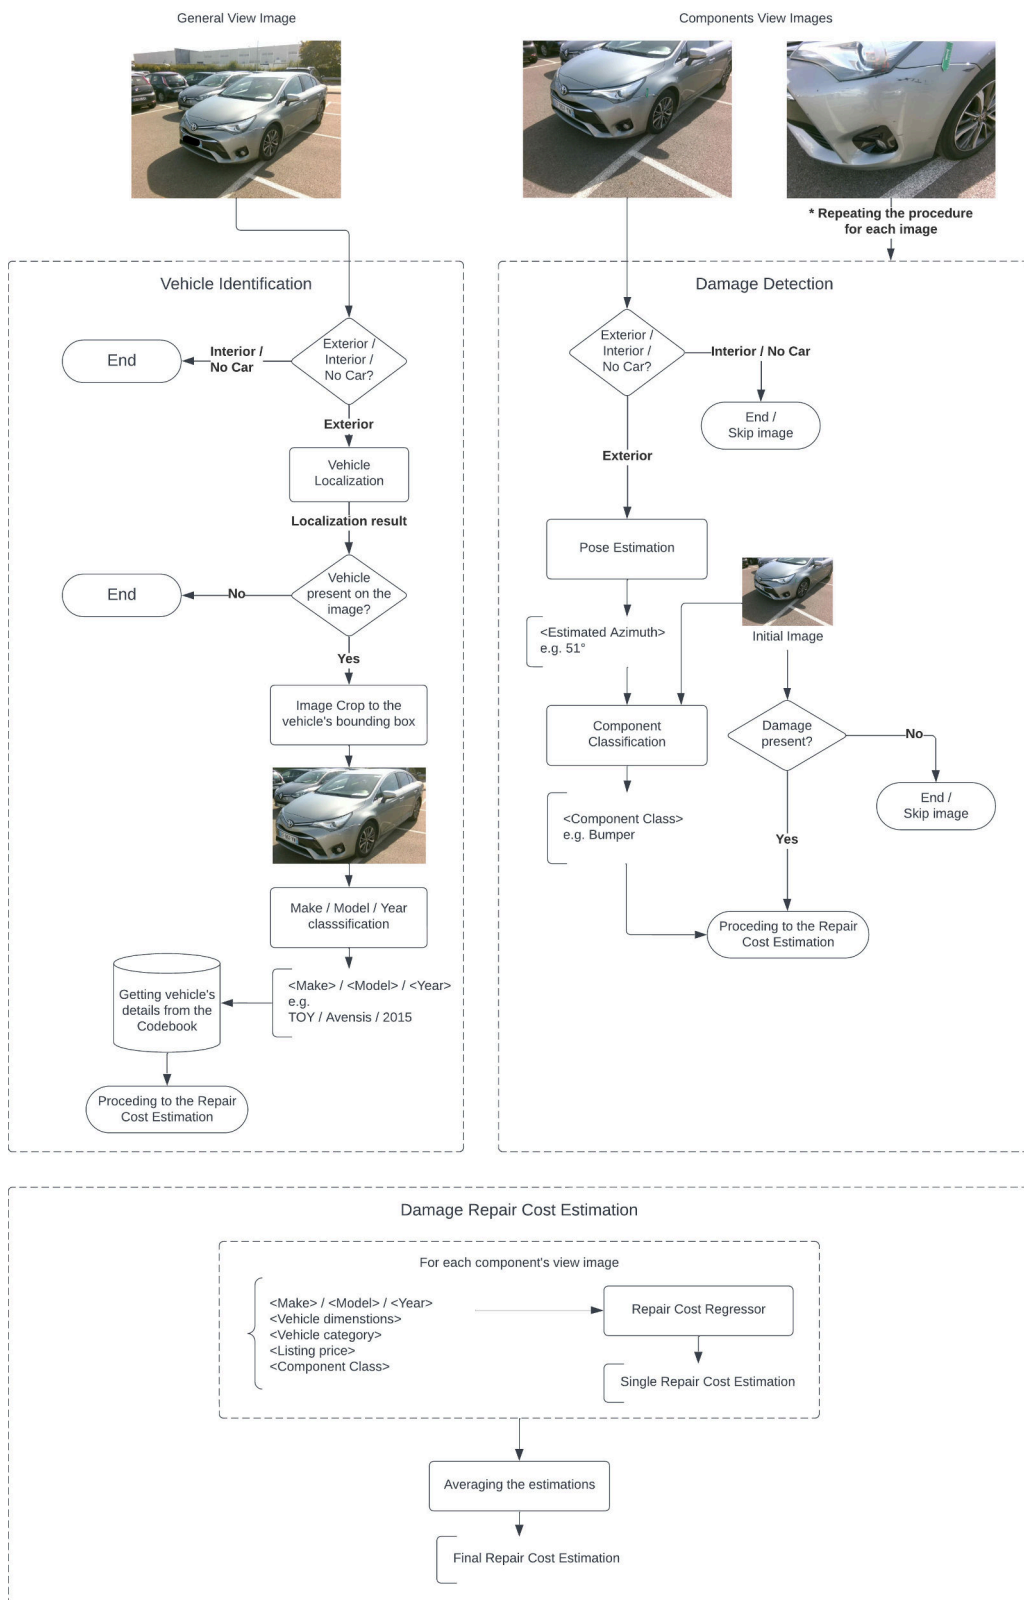 General View Image
Components View Images
* Repeating the procedure
for each image
Vehicle Identification
Exterior /
Interior /
No Car?
Interior /
No Car
End
Exterior
Vehicle
Localization
Localization result
Vehicle
present on the
image?
No
End
Yes
Image Crop to the
vehicle's bounding box
Make / Model / Year
classsification
<Make> / <Model> / <Year>
e.g.
TOY / Avensis / 2015
Getting vehicle's
details from the
Codebook
Proceding to the Repair
Cost Estimation
Damage Detection
Exterior /
Interior /
No Car?
Interior / No Car
End /
Skip image
Exterior
Pose Estimation
<Estimated Azimuth>
e.g. 51°
Initial Image
Component
Classification
Damage
present?
No
End /
Skip image
<Component Class>
e.g. Bumper
Yes
Proceding to the Repair
Cost Estimation
Damage Repair Cost Estimation
For each component's view image
<Make> / <Model> / <Year>
<Vehicle dimenstions>
<Vehicle category>
<Listing price>
<Component Class>
Repair Cost Regressor
Single Repair Cost Estimation
Averaging the estimations
Final Repair Cost Estimation